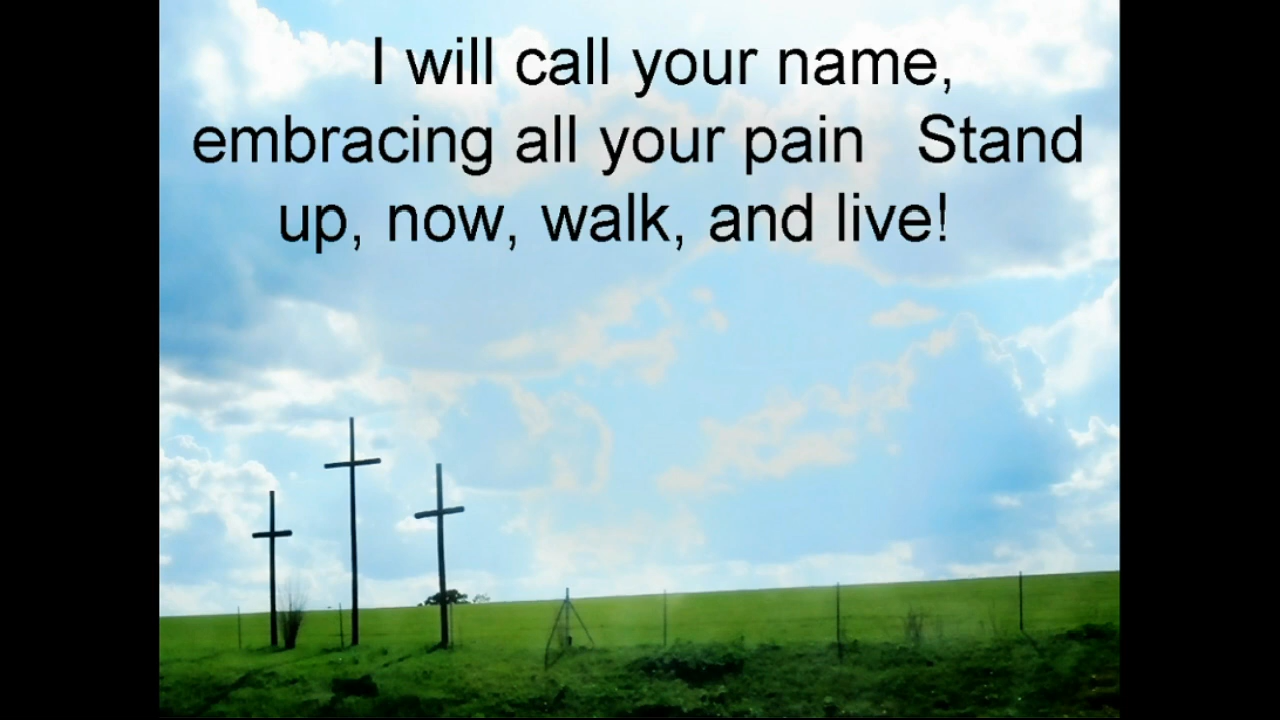 I will call your name,
embracing all your pain   Stand
up, now, walk, and live!